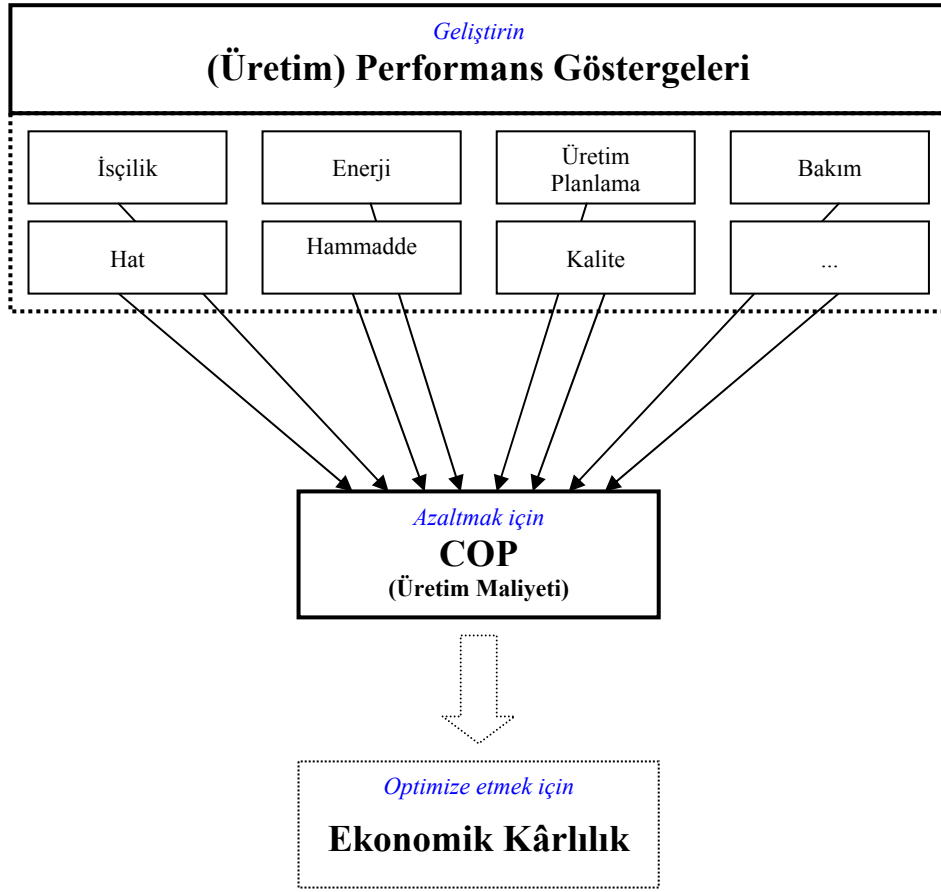 Geliştirin
(Üretim) Performans Göstergeleri
İsçilik
Enerji
Üretim
Planlama
Bakım
Hat
Hammadde
Kalite
...
Azaltmak için
COP
(Üretim Maliyeti)
Optimize etmek için
Ekonomik Kârlılık